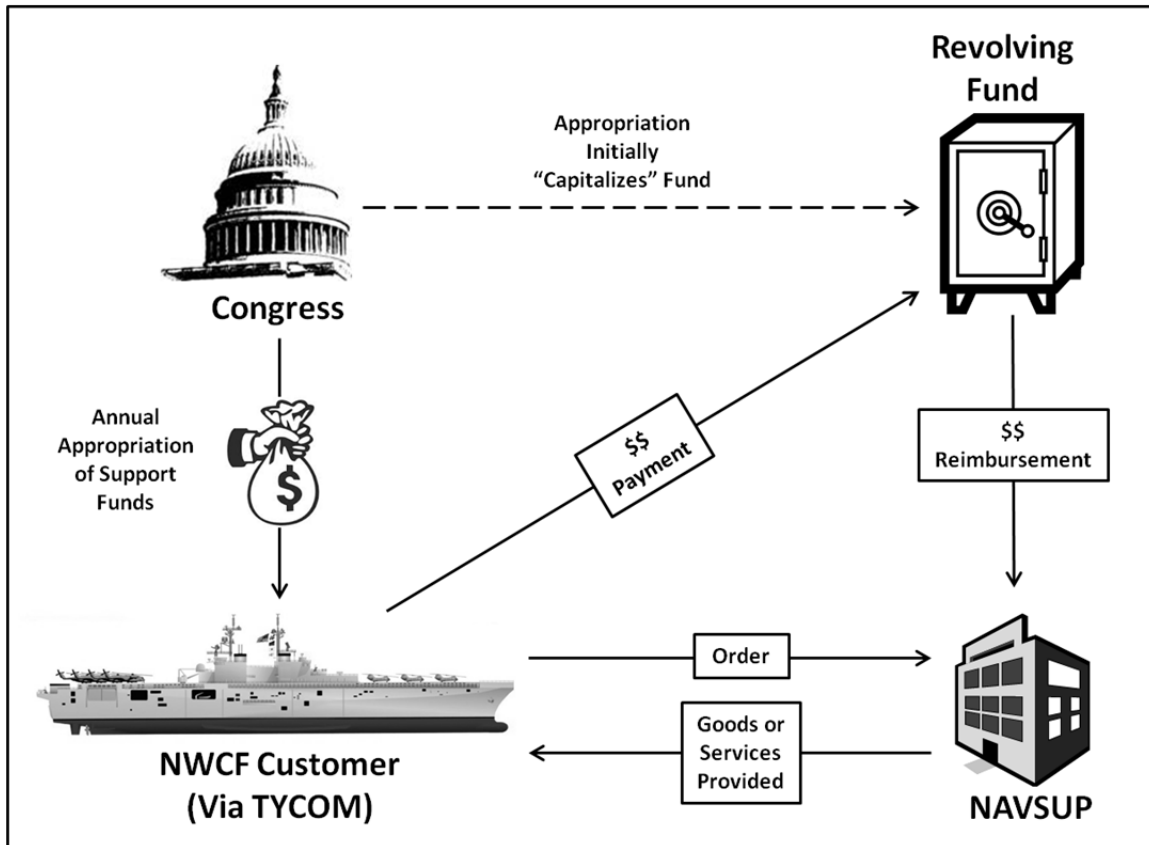 Revolving
Fund
Appropriation
Initially
“Capitalizes” Fund
Congress
Annual
Appropriation
of Support
Funds
$
$$
Payment
$$
Reimbursement
Order
Goods or
Services
Provided
NWCF Customer
(Via TYCOM)
NAVSUP